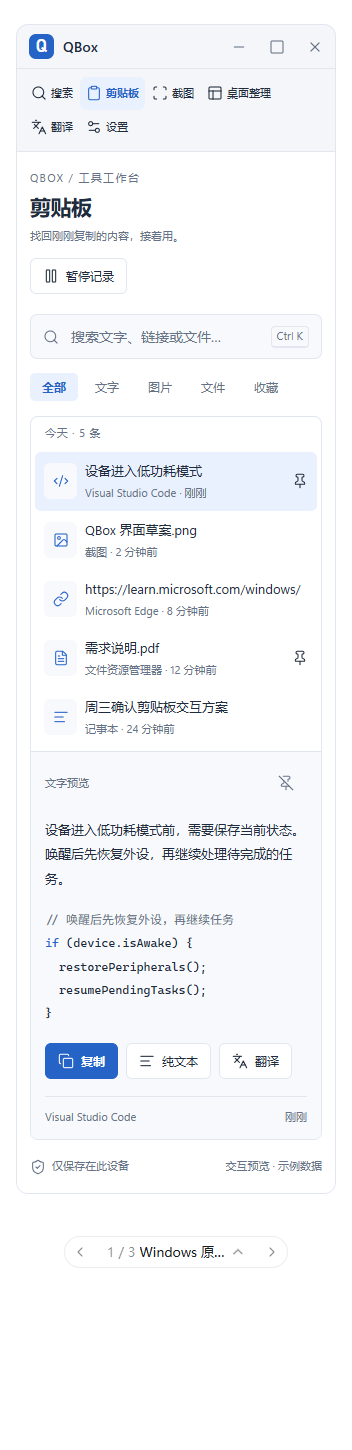 Q QBox
搜索 剪贴板 截图 桌面整理
翻译 设置
QBOX / 工具工作台
剪贴板
找回刚刚复制的内容，接着用。
暂停记录
搜索文字、链接或文件... Ctrl K
全部 文字 图片 文件 收藏
今天 · 5 条
设备进入低功耗模式
Visual Studio Code · 刚刚
QBox 界面草案.png
截图 · 2 分钟前
https://learn.microsoft.com/windows/
Microsoft Edge · 8 分钟前
需求说明.pdf
文件资源管理器 · 12 分钟前
周三确认剪贴板交互方案
记事本 · 24 分钟前
文字预览
设备进入低功耗模式前，需要保存当前状态。
唤醒后先恢复外设，再继续处理待完成的任
务。
// 唤醒后先恢复外设，再继续任务
if (device.isAwake) {
  restorePeripherals();
  resumePendingTasks();
}
复制 纯文本 翻译
Visual Studio Code 刚刚
仅保存在此设备 交互预览 · 示例数据
1 / 3 Windows 原...